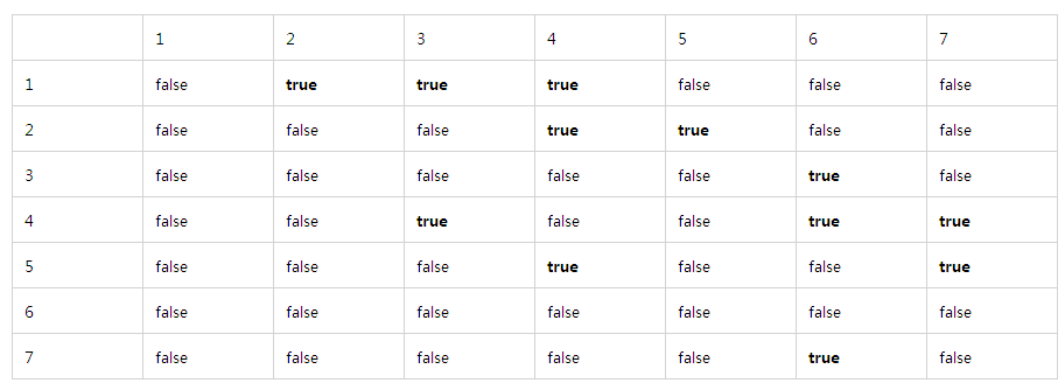 1 2 3 4 5 6 7
1 false true true true false false false
2 false false false true true false false
3 false false false false false true false
4 false false true false false true true
5 false false false true false false true
6 false false false false false false false
7 false false false false false true false